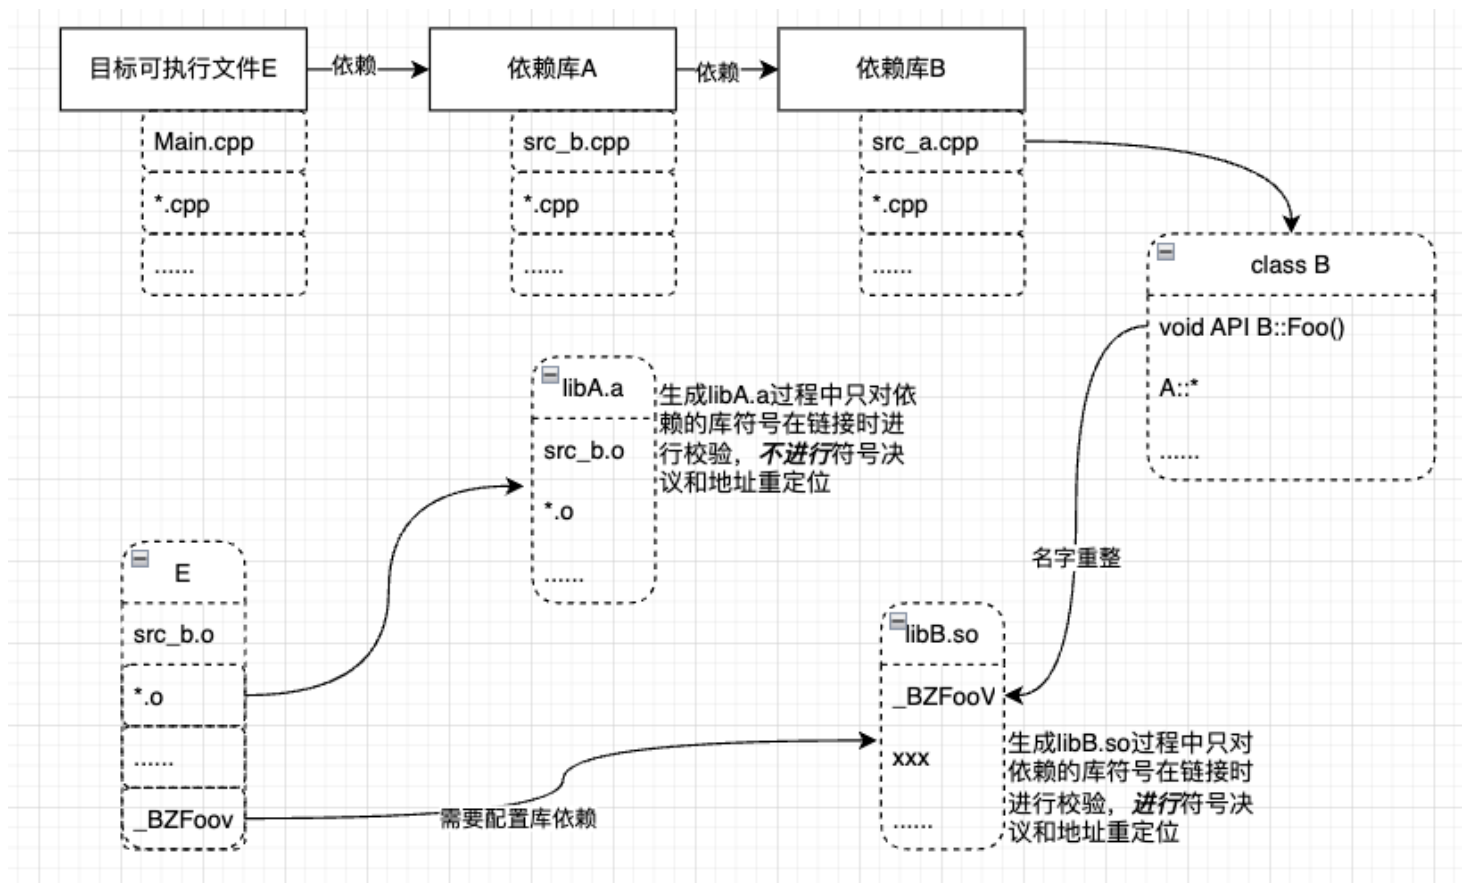 目标可执行文件E
依赖
依赖库A
依赖
依赖库B
Main.cpp
*.cpp
......
src_b.cpp
*.cpp
......
src_a.cpp
*.cpp
......
class B
void API B::Foo()
A::*
......
libA.a
src_b.o
*.o
......
生成libA.a过程中只对依
赖的库符号在链接时进
行校验，不进行符号决
议和地址重定位
名字重整
E
src_b.o
*.o
......
_BZFoov
需要配置库依赖
libB.so
_BZFooV
xxx
......
生成libB.so过程中只对
依赖的库符号在链接时
进行校验，进行符号决
议和地址重定位